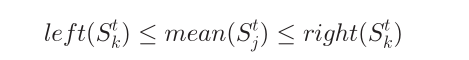 left(S_k^t) ≤ mean(S_j^t) ≤ right(S_k^t)